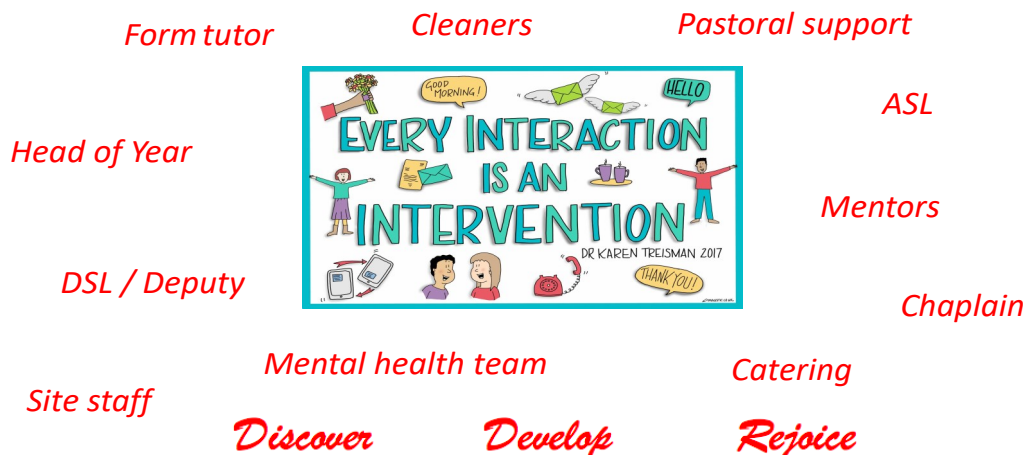 Form tutor
Cleaners
Pastoral support
ASL
Head of Year
Mentors
DSL / Deputy
Chaplain
Mental health team
Catering
Site staff
GOOD MORNING!
HELLO
EVERY INTERACTION
IS AN
INTERVENTION
DR KAREN TREISMAN 2017
THANK YOU!
Discover Develop Rejoice